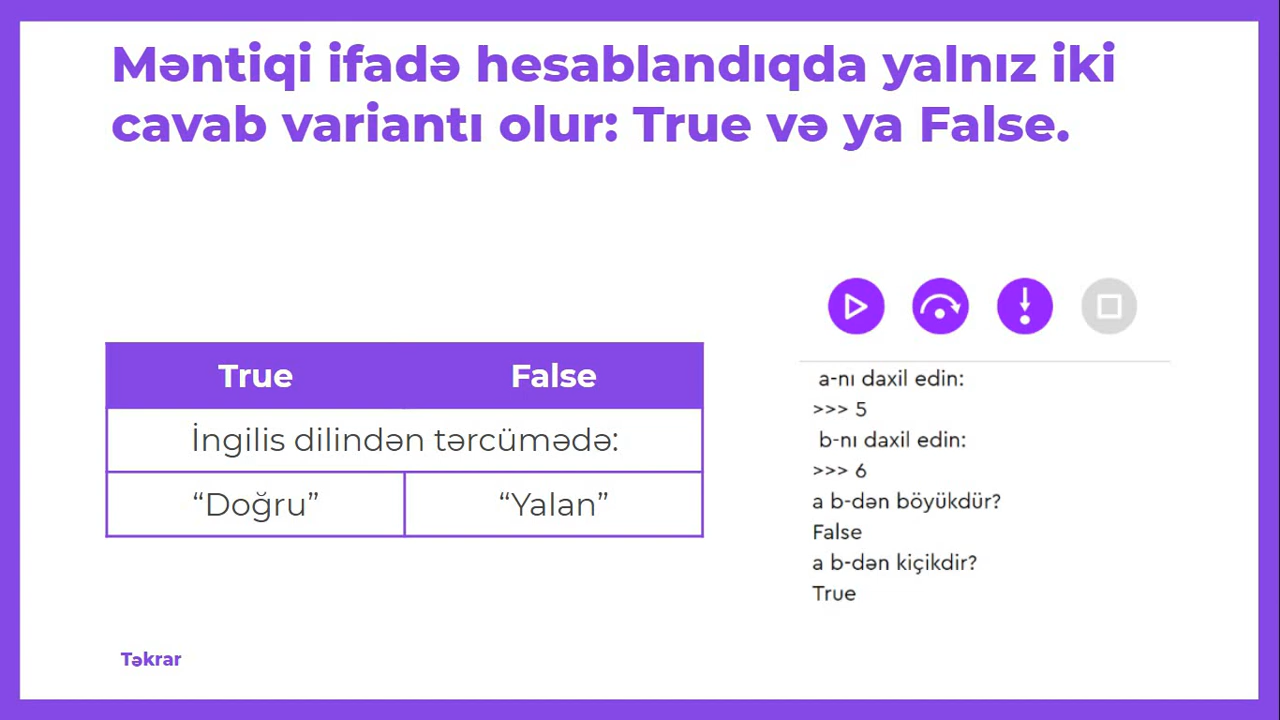 Məntiqi ifadə hesablandıqda yalnız iki
cavab variantı olur: True və ya False.
True False
İngilis dilindən tərcümədə:
“Doğru” “Yalan”
a-nı daxil edin:
>>> 5
b-nı daxil edin:
>>> 6
a b-dən böyükdür?
False
a b-dən kiçikdir?
True
Təkrar